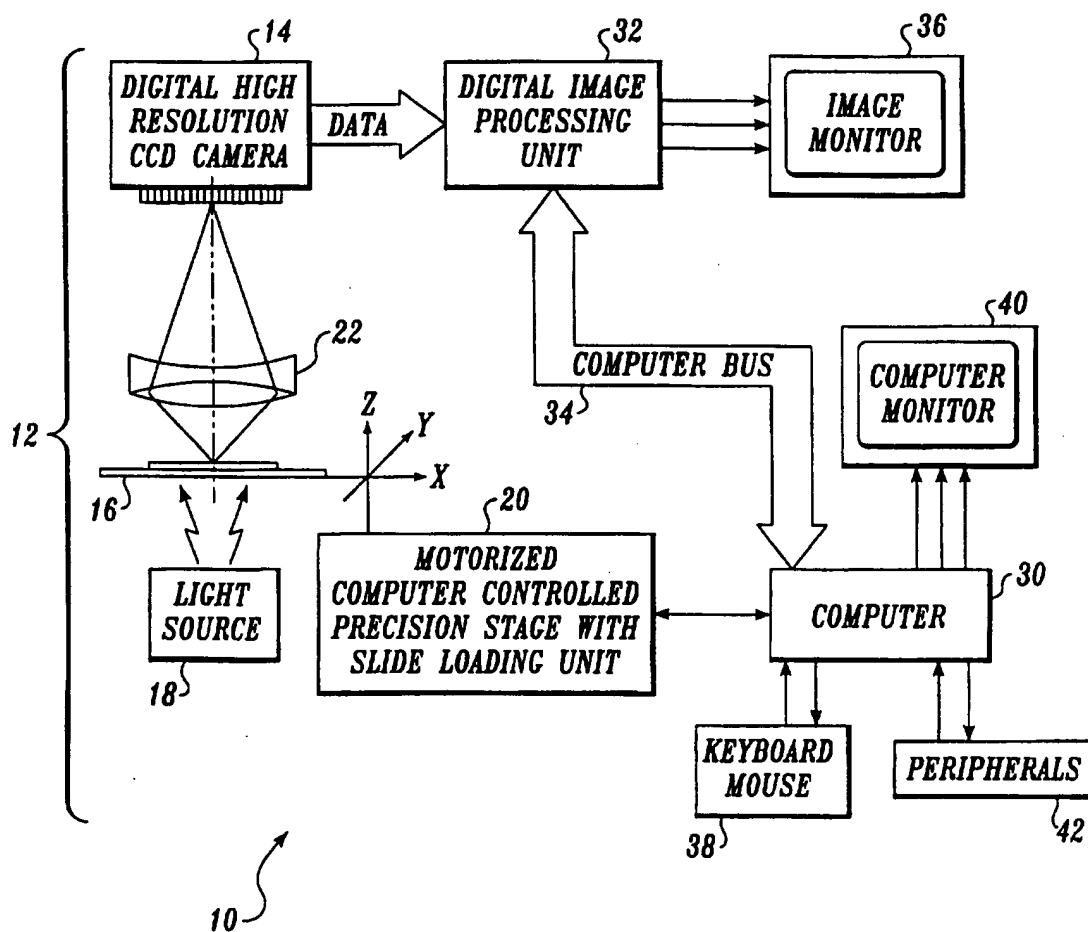 14
DIGITAL HIGH
RESOLUTION
CCD CAMERA
DATA
32
DIGITAL IMAGE
PROCESSING
UNIT
36
IMAGE
MONITOR
12
22
Z
Y
X
16
LIGHT
SOURCE
18
20
MOTORIZED
COMPUTER CONTROLLED
PRECISION STAGE WITH
SLIDE LOADING UNIT
COMPUTER BUS
34
40
COMPUTER
MONITOR
30
COMPUTER
KEYBOARD
MOUSE
38
PERIPHERALS
42
10